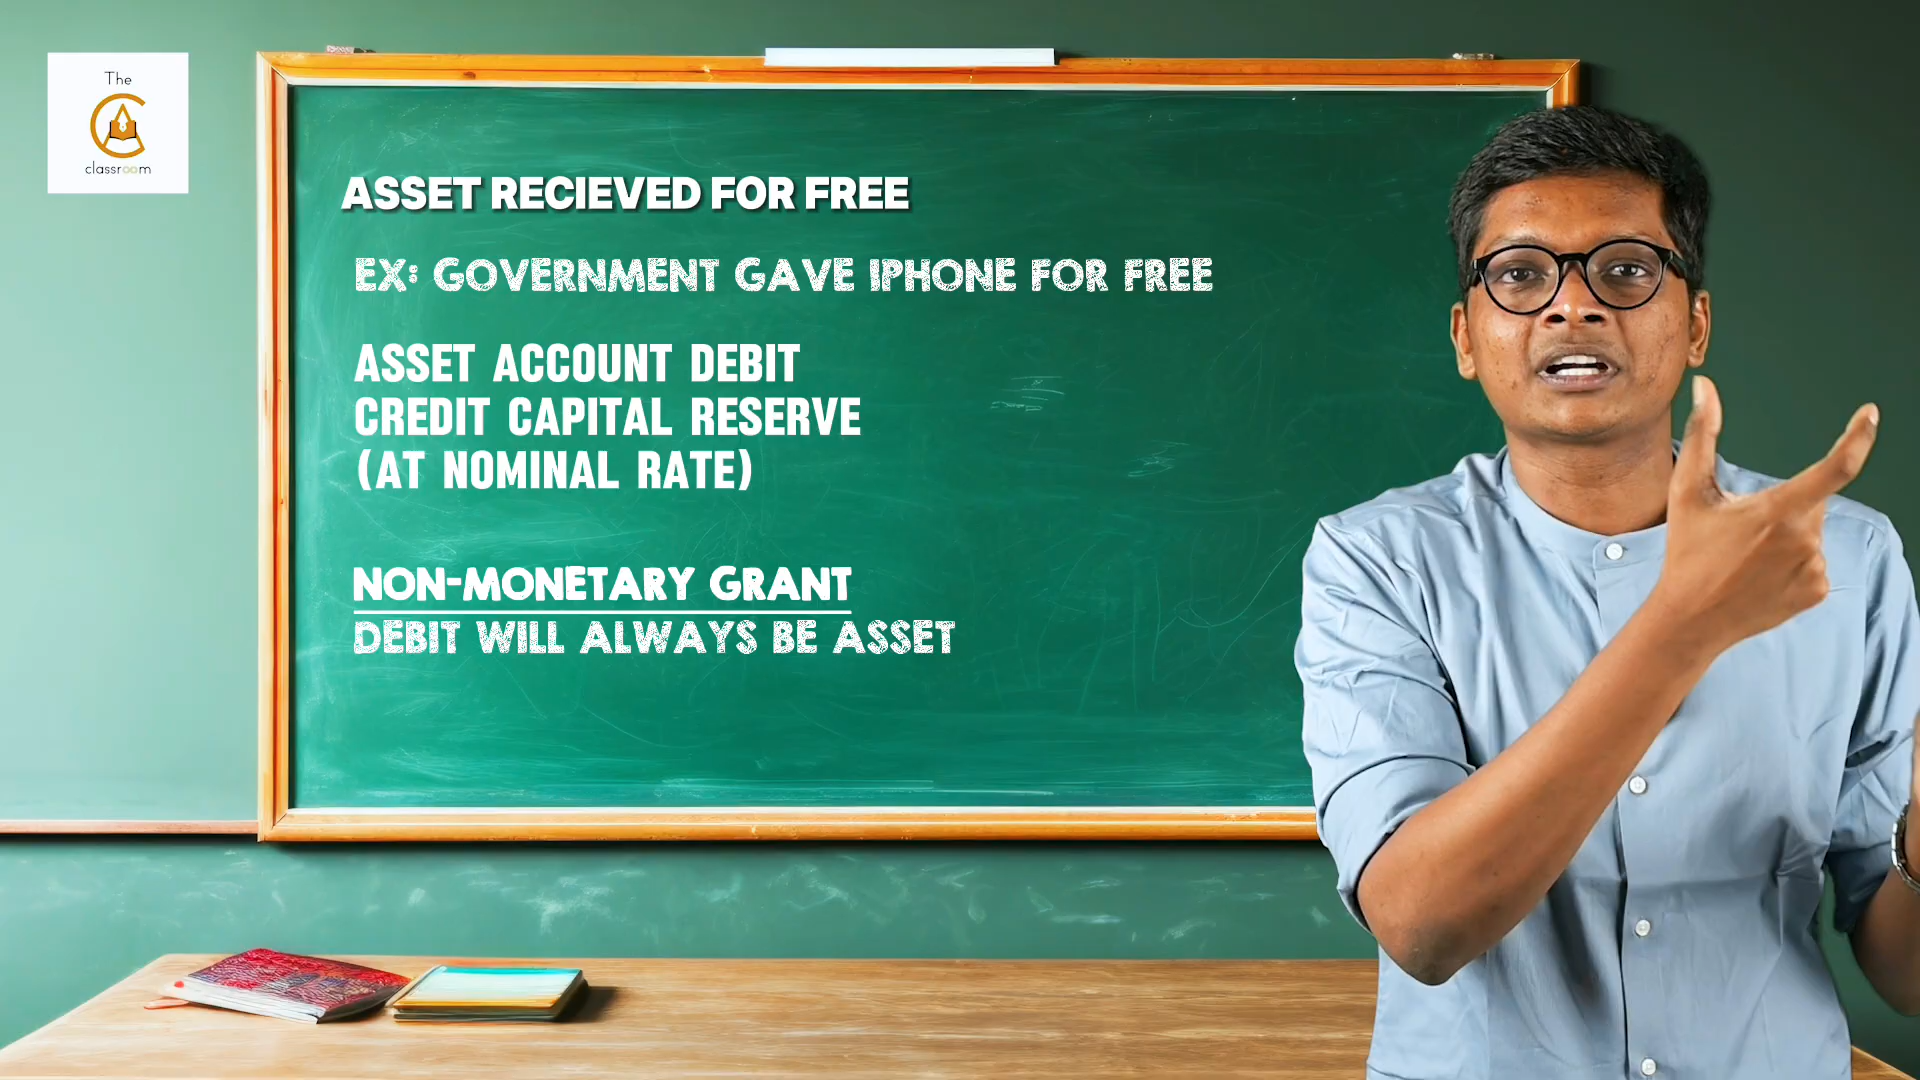 The
classroom
ASSET RECIEVED FOR FREE
EX: GOVERNMENT GAVE IPHONE FOR FREE
ASSET ACCOUNT DEBIT
CREDIT CAPITAL RESERVE
(AT NOMINAL RATE)
NON-MONETARY GRANT
DEBIT WILL ALWAYS BE ASSET